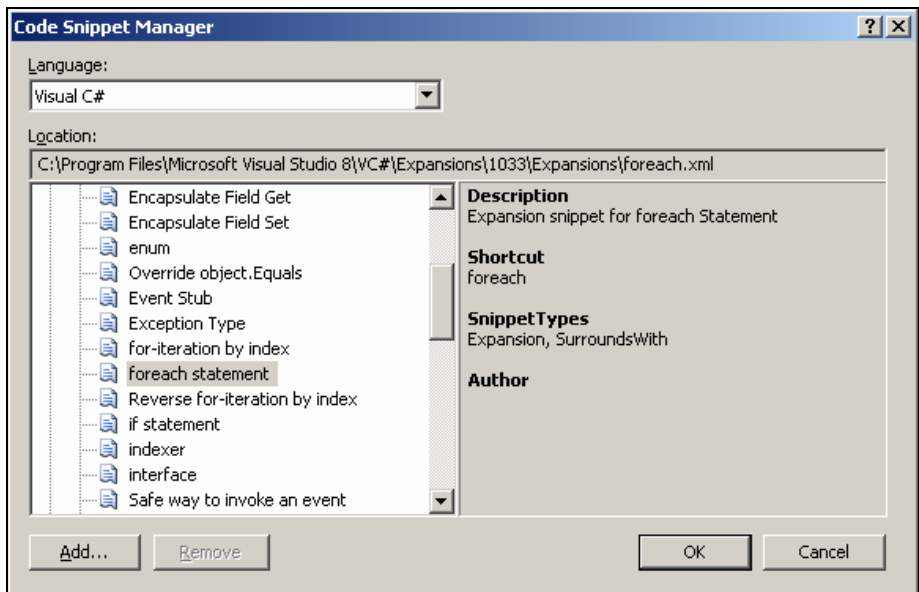 Code Snippet Manager
Language:
Visual C#
Location:
C:\Program Files\Microsoft Visual Studio 8\VC#\Expansions\1033\Expansions\foreach.xml
Encapsulate Field Get
Encapsulate Field Set
enum
Override object.Equals
Event Stub
Exception Type
for-iteration by index
foreach statement
Reverse for-iteration by index
if statement
indexer
interface
Safe way to invoke an event
Description
Expansion snippet for foreach Statement
Shortcut
foreach
SnippetTypes
Expansion, SurroundsWith
Author
Add... Remove OK Cancel